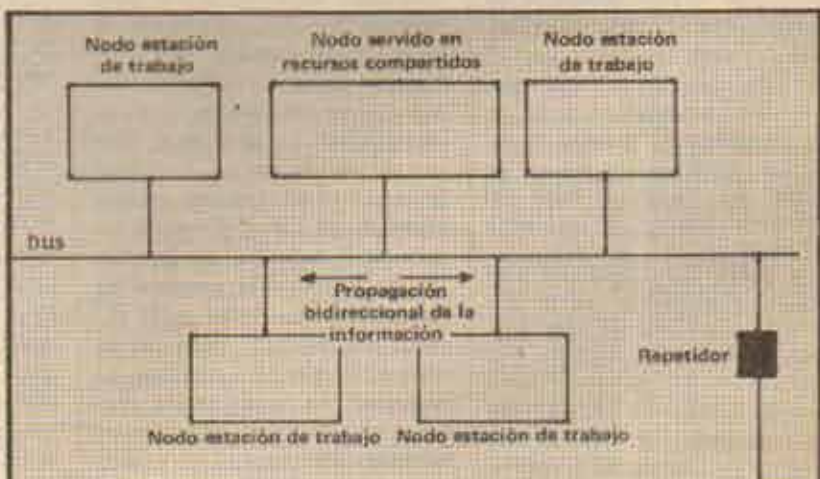 Nodo estación
de trabajo
Nodo servido en
recursos compartidos
Nodo estación
de trabajo
bus
Propagación
bidireccional de la
información
Repetidor
Nodo estación de trabajo
Nodo estación de trabajo